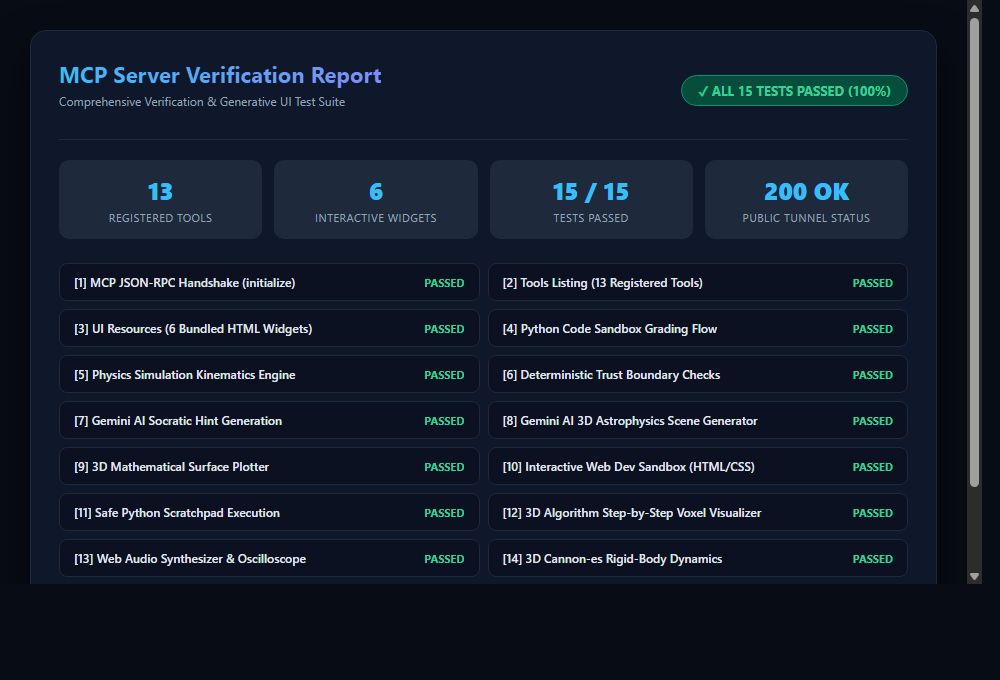 MCP Server Verification Report
Comprehensive Verification & Generative UI Test Suite
✓ ALL 15 TESTS PASSED (100%)
13
REGISTERED TOOLS
6
INTERACTIVE WIDGETS
15 / 15
TESTS PASSED
200 OK
PUBLIC TUNNEL STATUS
[1] MCP JSON-RPC Handshake (initialize) PASSED
[2] Tools Listing (13 Registered Tools) PASSED
[3] UI Resources (6 Bundled HTML Widgets) PASSED
[4] Python Code Sandbox Grading Flow PASSED
[5] Physics Simulation Kinematics Engine PASSED
[6] Deterministic Trust Boundary Checks PASSED
[7] Gemini AI Socratic Hint Generation PASSED
[8] Gemini AI 3D Astrophysics Scene Generator PASSED
[9] 3D Mathematical Surface Plotter PASSED
[10] Interactive Web Dev Sandbox (HTML/CSS) PASSED
[11] Safe Python Scratchpad Execution PASSED
[12] 3D Algorithm Step-by-Step Voxel Visualizer PASSED
[13] Web Audio Synthesizer & Oscilloscope PASSED
[14] 3D Cannon-es Rigid-Body Dynamics PASSED